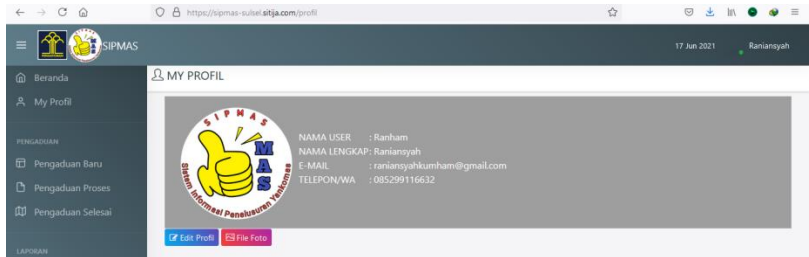 https://sipmas-sulsel.sitija.com/profil
SIPMAS
17 Jun 2021
Raniansyah
Beranda
My Profil
PENGADUAN
Pengaduan Baru
Pengaduan Proses
Pengaduan Selesai
LAPORAN
MY PROFIL
SIPMAS
MAS
Sistem Informasi Penelusuran Yankomas
NAMA USER : Ranham
NAMA LENGKAP: Raniansyah
E-MAIL : raniansyahkumham@gmail.com
TELEPON/WA : 085299116632
Edit Profil
File Foto